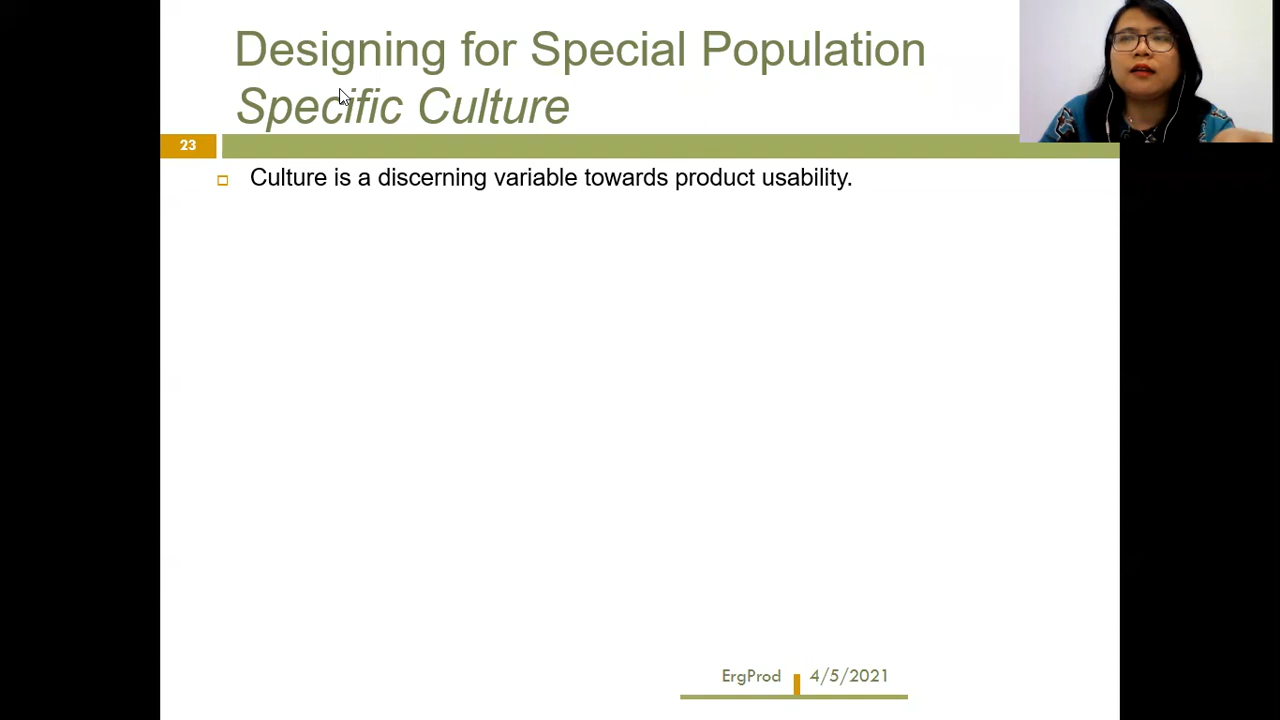 Designing for Special Population
Specific Culture
23
Culture is a discerning variable towards product usability.
ErgProd
4/5/2021